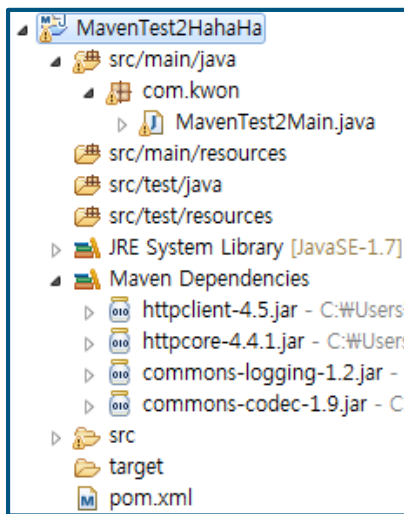 MavenTest2HahaHa
src/main/java
com.kwon
MavenTest2Main.java
src/main/resources
src/test/java
src/test/resources
JRE System Library [JavaSE-1.7]
Maven Dependencies
httpclient-4.5.jar - C:₩Users
httpcore-4.4.1.jar - C:₩Users
commons-logging-1.2.jar -
commons-codec-1.9.jar - C
src
target
pom.xml